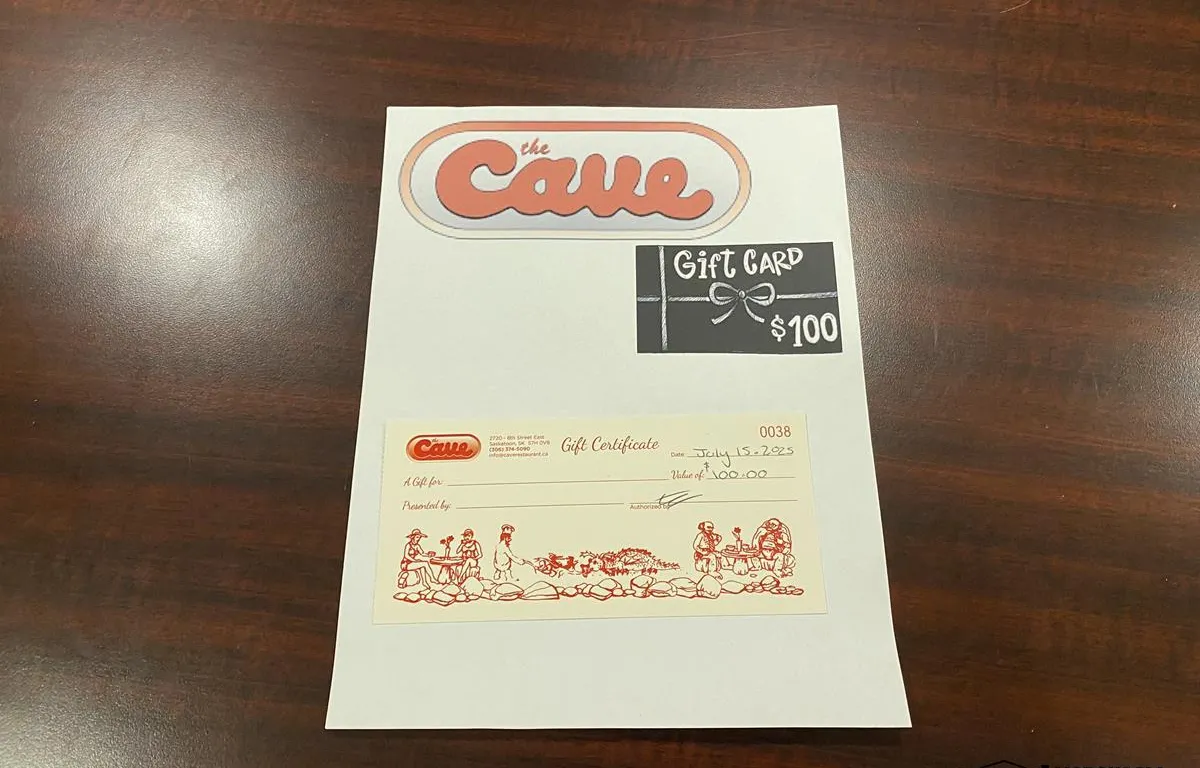 the
Cave
Gift CARD
$100
the Cave
2720 - 8th Street East
Saskatoon, SK S7H 0V8
(306) 374-5090
info@caverestaurant.ca
Gift Certificate
0038
Date: July 15-2025
A Gift for:
Value of: $100.00
Presented by:
Authorized by